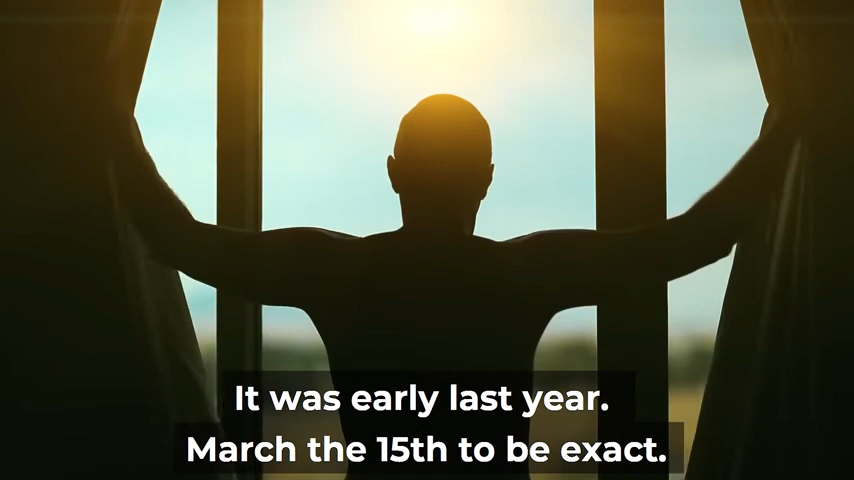 It was early last year.
March the 15th to be exact.